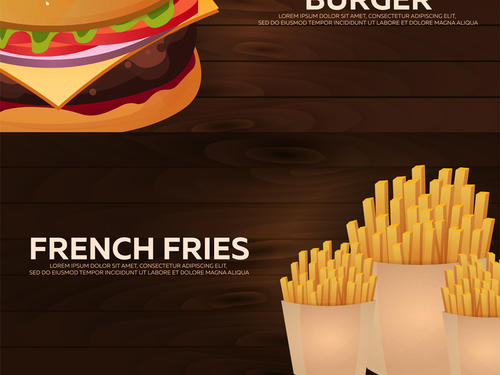 BURGER
LOREM IPSUM DOLOR SIT AMET,
CONSECTETUR ADIPISCING ELIT,
SED DO EIUSMOD TEMPOR INCIDIDUNT UT LABORE ET DOLORE MAGNA ALIQUA
FRENCH FRIES
LOREM IPSUM DOLOR SIT AMET, CONSECTETUR ADIPISCING ELIT,
SED DO EIUSMOD TEMPOR INCIDIDUNT UT LABORE ET DOLORE MAGNA ALIQUA